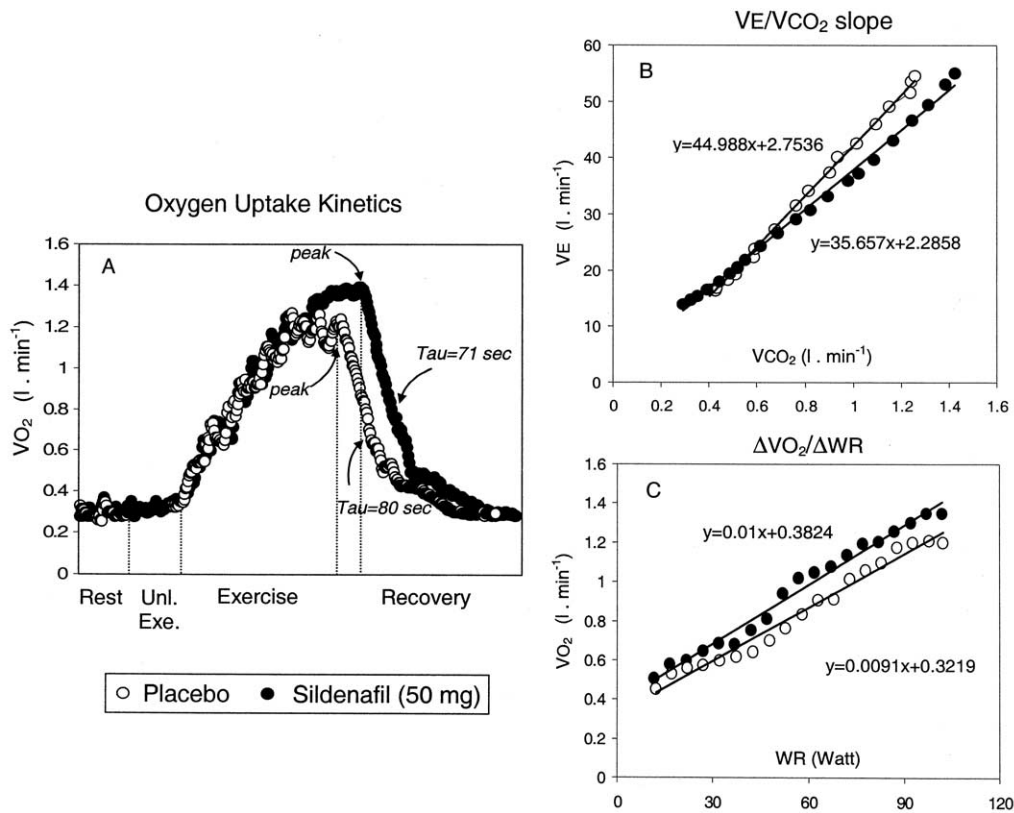 Oxygen Uptake Kinetics
A
VO₂ (l . min⁻¹)
1.6
1.4
1.2
1
0.8
0.6
0.4
0.2
0
peak
peak
Tau=71 sec
Tau=80 sec
Rest
Unl.
Exe.
Exercise
Recovery
Placebo
Sildenafil (50 mg)
VE/VCO₂ slope
B
VE (l . min⁻¹)
60
50
40
30
20
10
0
y=44.988x+2.7536
y=35.657x+2.2858
VCO₂ (l . min⁻¹)
0 0.2 0.4 0.6 0.8 1 1.2 1.4 1.6
ΔVO₂/ΔWR
C
VO₂ (l . min⁻¹)
1.6
1.4
1.2
1
0.8
0.6
0.4
0.2
0
y=0.01x+0.3824
y=0.0091x+0.3219
WR (Watt)
0 30 60 90 120